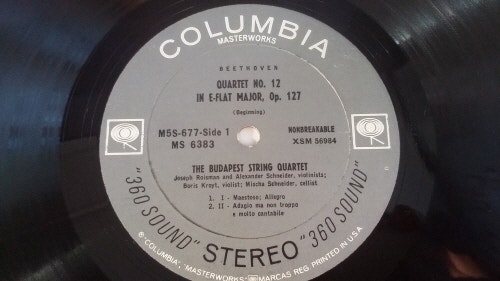 COLUMBIA
MASTERWORKS
BEETHOVEN
QUARTET NO. 12
IN E-FLAT MAJOR, Op. 127
(Beginning)
M5S-677-Side 1 NONBREAKABLE
MS 6383 XSM 56984
THE BUDAPEST STRING QUARTET
Joseph Roisman and Alexander Schneider, violinists;
Boris Kroyt, violist; Mischa Schneider, cellist
1. I - Maestoso; Allegro
2. II - Adagio ma non troppo
e molto cantabile
"360 SOUND" STEREO "360 SOUND"
® "COLUMBIA", "MASTERWORKS", MARCAS REG. PRINTED IN U.S.A.